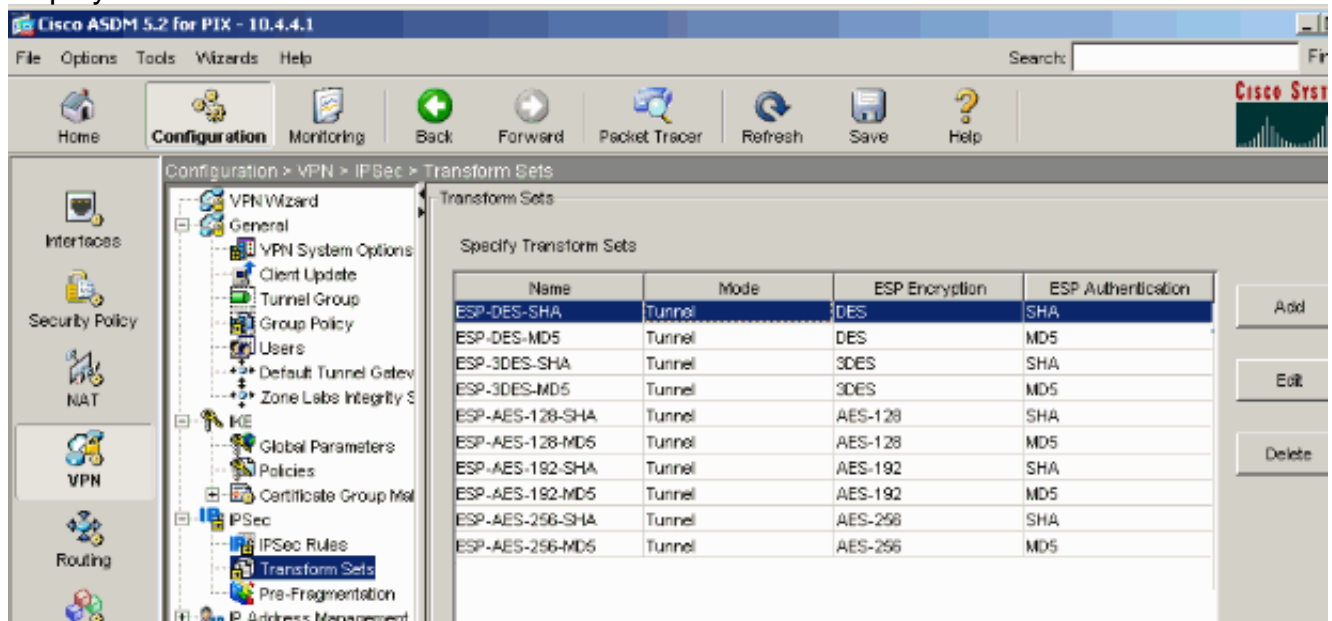 Cisco ASDM 5.2 for PIX - 10.4.4.1
File Options Tools Wizards Help Search:
Home Configuration Monitoring Back Forward Packet Tracer Refresh Save Help
Configuration > VPN > IPSec > Transform Sets
Interfaces
Security Policy
NAT
VPN
Routing
VPN Wizard
General
VPN System Options
Client Update
Tunnel Group
Group Policy
Users
Default Tunnel Gatev
Zone Labs Integrity S
IKE
Global Parameters
Policies
Certificate Group Mat
IPSec
IPSec Rules
Transform Sets
Pre-Fragmentation
IP Address Management
Transform Sets
Specify Transform Sets
Name Mode ESP Encryption ESP Authentication
ESP-DES-SHA Tunnel DES SHA
ESP-DES-MD5 Tunnel DES MD5
ESP-3DES-SHA Tunnel 3DES SHA
ESP-3DES-MD5 Tunnel 3DES MD5
ESP-AES-128-SHA Tunnel AES-128 SHA
ESP-AES-128-MD5 Tunnel AES-128 MD5
ESP-AES-192-SHA Tunnel AES-192 SHA
ESP-AES-192-MD5 Tunnel AES-192 MD5
ESP-AES-256-SHA Tunnel AES-256 SHA
ESP-AES-256-MD5 Tunnel AES-256 MD5
Add
Edit
Delete
Cisco Syst